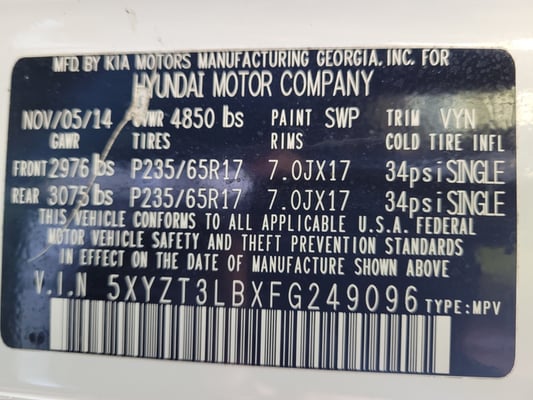 MFD. BY KIA MOTORS MANUFACTURING GEORGIA, INC. FOR
HYUNDAI MOTOR COMPANY
NOV/05/14 GVWR 4850 lbs PAINT SWP TRIM VYN
GAWR TIRES RIMS COLD TIRE INFL
FRONT 2976 lbs P235/65R17 7.0JX17 34psi SINGLE
REAR 3075 lbs P235/65R17 7.0JX17 34psi SINGLE
THIS VEHICLE CONFORMS TO ALL APPLICABLE U.S.A. FEDERAL
MOTOR VEHICLE SAFETY AND THEFT PREVENTION STANDARDS
IN EFFECT ON THE DATE OF MANUFACTURE SHOWN ABOVE
V.I.N 5XYZT3LBXFG249096 TYPE:MPV